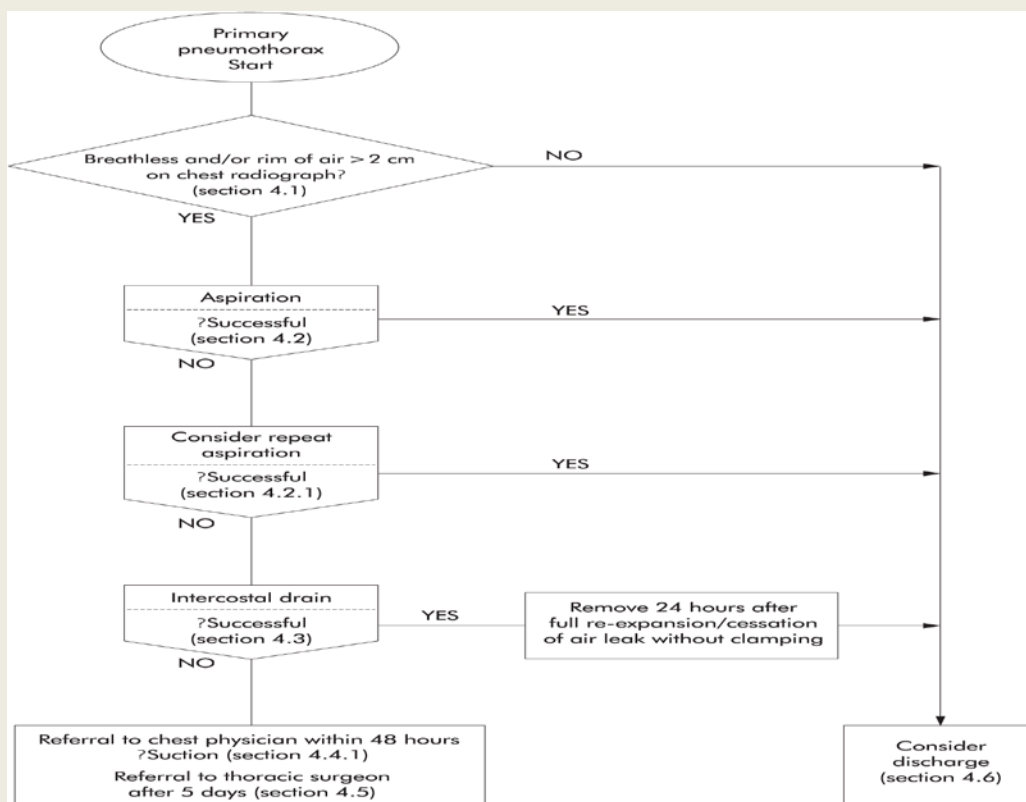 Primary
pneumothorax
Start
Breathless and/or rim of air > 2 cm
on chest radiograph?
(section 4.1)
NO
YES
Aspiration
?Successful
(section 4.2)
YES
NO
Consider repeat
aspiration
?Successful
(section 4.2.1)
YES
NO
Intercostal drain
?Successful
(section 4.3)
YES
Remove 24 hours after
full re-expansion/cessation
of air leak without clamping
NO
Referral to chest physician within 48 hours
?Suction (section 4.4.1)
Referral to thoracic surgeon
after 5 days (section 4.5)
Consider
discharge
(section 4.6)